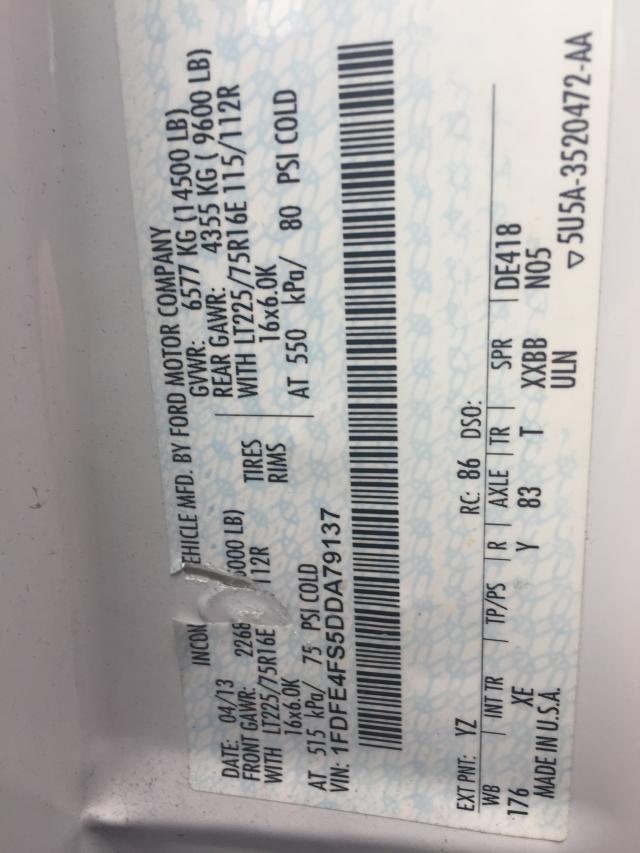 INCOM EHICLE MFD. BY FORD MOTOR COMPANY
DATE: 04/13 GVWR: 6577 KG (14500 LB)
FRONT GAWR: 2268 000 LB) REAR GAWR: 4355 KG ( 9600 LB)
WITH LT225/75R16E 112R TIRES WITH LT225/75R16E 115/112R
16x6.0K RIMS 16x6.0K
AT 515 kPa/ 75 PSI COLD AT 550 kPa/ 80 PSI COLD
VIN: 1FDFE4FS5DDA79137
EXT PNT: YZ RC: 86 DSO:
WB INT TR TP/PS R AXLE TR SPR DE418
176 XE Y 83 T XXBB N05
MADE IN U.S.A. ULN
5U5A-3520472-AA